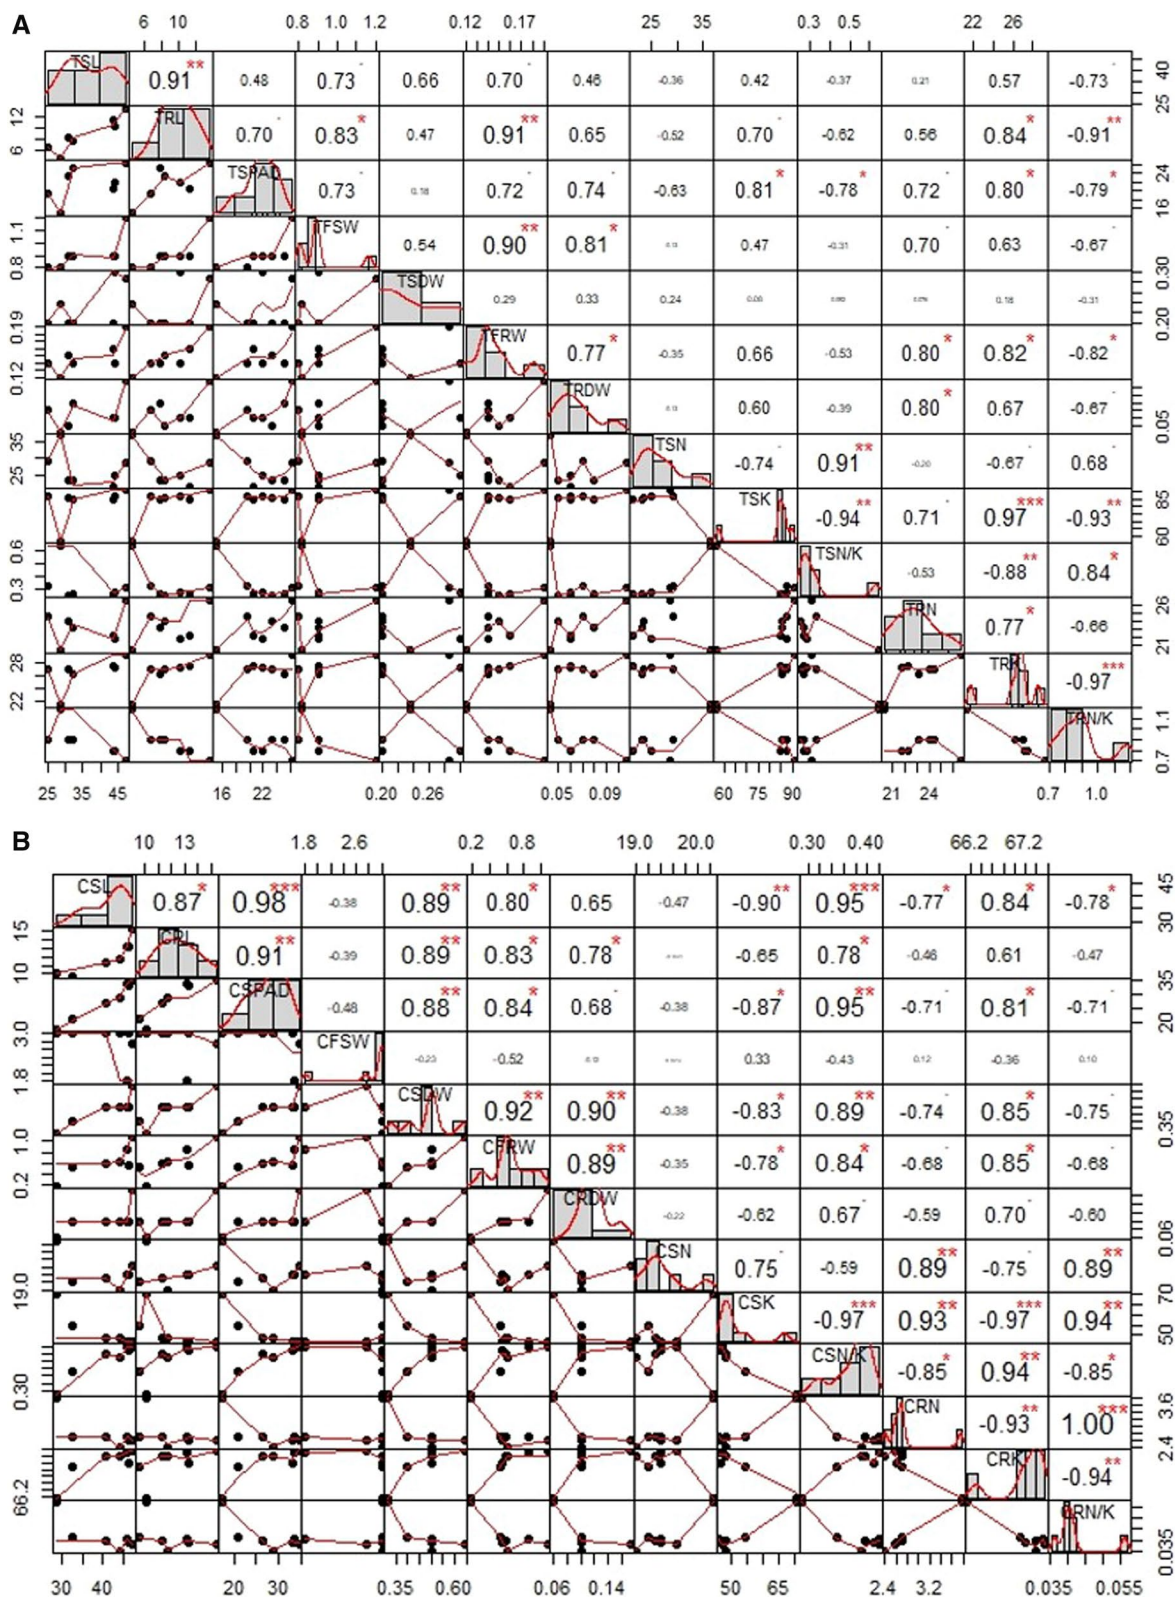 A
6 10 0.8 1.0 1.2 0.12 0.17 25 35 0.3 0.5 22 26
TSL 0.91** 0.48 0.73 0.66 0.70 0.46 -0.36 0.42 -0.37 0.21 0.57 -0.73 25 40
12 6 TRL 0.70 0.83* 0.47 0.91** 0.65 -0.52 0.70 -0.62 0.56 0.84* -0.91**
TSPAD 0.73 0.18 0.72 0.74 -0.63 0.81* -0.78* 0.72 0.80* -0.79* 16 24
1.1 0.8 TFSW 0.54 0.90** 0.81* 0.47 -0.31 0.70 0.63 -0.67
TSDW 0.29 0.33 0.24 0.18 -0.31 0.20 0.30
0.19 0.12 TFRW 0.77* -0.35 0.66 -0.53 0.80* 0.82* -0.82*
TRDW 0.60 -0.39 0.80* 0.67 -0.67 0.05
35 25 TSN -0.74 0.91** -0.20 -0.67 0.68
TSK -0.94** 0.71 0.97*** -0.93** 60 85
0.6 0.3 TSN/K -0.53 -0.88** 0.84*
TRN 0.77* -0.66 21 26
28 22 TRK -0.97***
TRN/K 0.7 1.1
25 35 45 16 22 0.20 0.26 0.05 0.09 60 75 90 21 24 0.7 1.0
B
10 13 1.8 2.6 0.2 0.8 19.0 20.0 0.30 0.40 66.2 67.2
CSL 0.87* 0.98*** -0.38 0.89** 0.80* 0.65 -0.47 -0.90** 0.95*** -0.77* 0.84* -0.78* 30 45
15 10 CRL 0.91** -0.39 0.89** 0.83* 0.78* -0.65 0.78* -0.46 0.61 -0.47
CSPAD -0.48 0.88** 0.84* 0.68 -0.38 -0.87* 0.95** -0.71 0.81* -0.71 20 35
3.0 1.8 CFSW -0.23 -0.52 0.33 -0.43 0.12 -0.36 0.10
CSDW 0.92** 0.90** -0.38 -0.83* 0.89** -0.74 0.85* -0.75 0.35
1.0 0.2 CFRW 0.89** -0.35 -0.78* 0.84* -0.68 0.85* -0.68
CRDW -0.22 -0.62 0.67 -0.59 0.70 -0.60 0.06
19.0 CSN 0.75 -0.59 0.89** -0.75 0.89**
CSK -0.97*** 0.93** -0.97*** 0.94** 50 70
0.30 CSN/K -0.85* 0.94** -0.85*
CRN -0.93** 1.00*** 2.4 3.6
66.2 CRK -0.94**
CRN/K 0.035
30 40 20 30 0.35 0.60 0.06 0.14 50 65 2.4 3.2 0.035 0.055